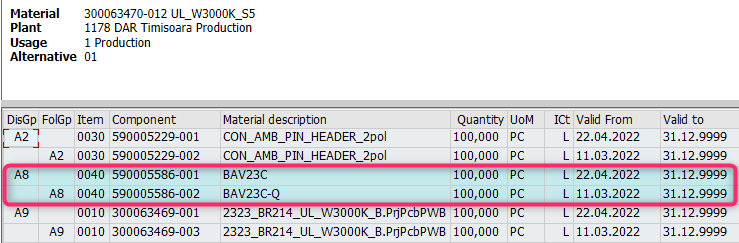 Material 300063470-012 UL_W3000K_S5
Plant 1178 DAR Timisoara Production
Usage 1 Production
Alternative 01
DisGp FolGp Item Component Material description Quantity UoM ICt Valid From Valid to
A2 0030 590005229-001 CON_AMB_PIN_HEADER_2pol 100,000 PC L 22.04.2022 31.12.9999
A2 0030 590005229-002 CON_AMB_PIN_HEADER_2pol 100,000 PC L 11.03.2022 31.12.9999
A8 0040 590005586-001 BAV23C 100,000 PC L 22.04.2022 31.12.9999
A8 0040 590005586-002 BAV23C-Q 100,000 PC L 11.03.2022 31.12.9999
A9 0010 300063469-001 2323_BR214_UL_W3000K_B.PrjPcbPWB 100,000 PC L 22.04.2022 31.12.9999
A9 0010 300063469-003 2323_BR214_UL_W3000K_B.PrjPcbPWB 100,000 PC L 11.03.2022 31.12.9999